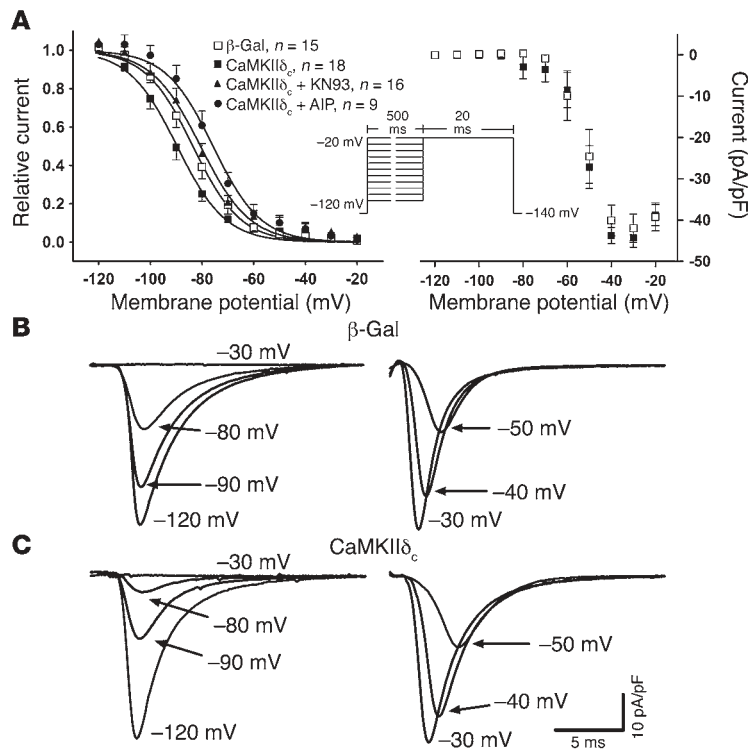 A
Relative current
1.0
0.8
0.6
0.4
0.2
0.0
β-Gal, n = 15
CaMKIIδc, n = 18
CaMKIIδc + KN93, n = 16
CaMKIIδc + AIP, n = 9
-120 -100 -80 -60 -40 -20
Membrane potential (mV)
500 ms
20 ms
−20 mV
−120 mV
−140 mV
0
-10
-20
-30
-40
-50
Current (pA/pF)
-120 -100 -80 -60 -40 -20
Membrane potential (mV)
B
β-Gal
−30 mV
−80 mV
−90 mV
−120 mV
−50 mV
−40 mV
−30 mV
C
CaMKIIδc
−30 mV
−80 mV
−90 mV
−120 mV
−50 mV
−40 mV
−30 mV
10 pA/pF
5 ms